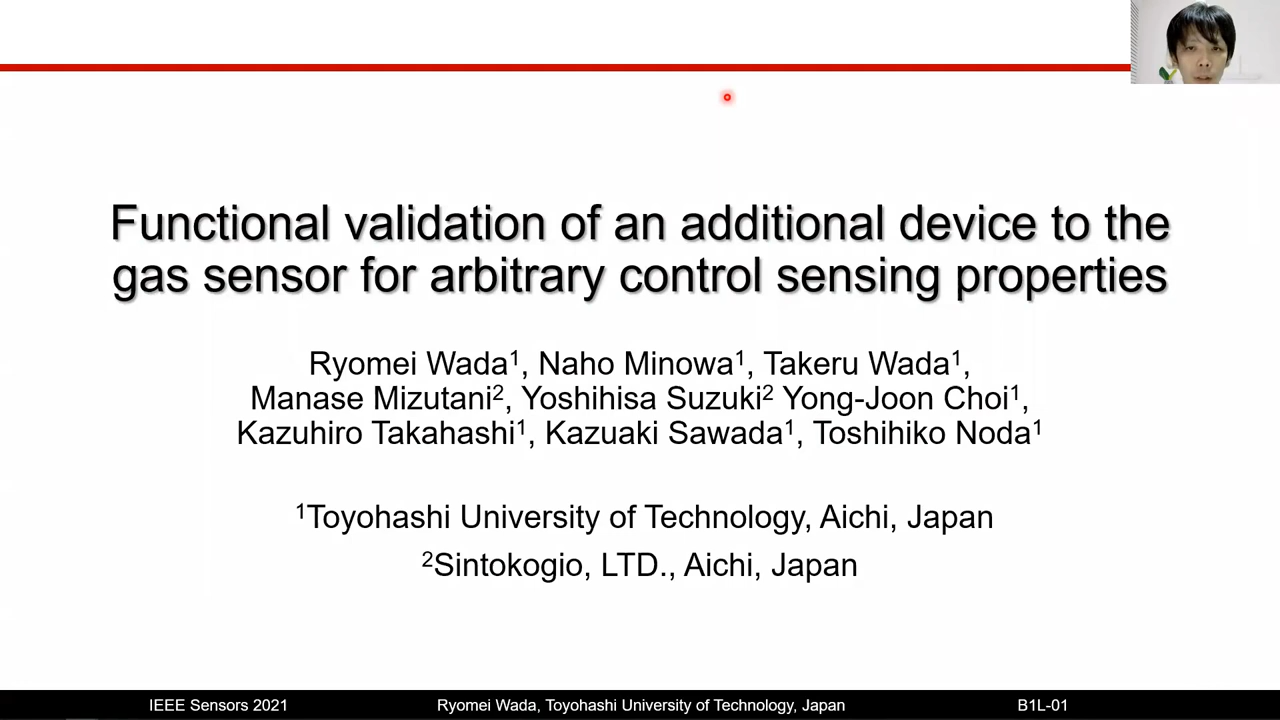 Functional validation of an additional device to the
gas sensor for arbitrary control sensing properties
Ryomei Wada¹, Naho Minowa¹, Takeru Wada¹,
Manase Mizutani², Yoshihisa Suzuki² Yong-Joon Choi¹,
Kazuhiro Takahashi¹, Kazuaki Sawada¹, Toshihiko Noda¹
¹Toyohashi University of Technology, Aichi, Japan
²Sintokogio, LTD., Aichi, Japan
IEEE Sensors 2021 Ryomei Wada, Toyohashi University of Technology, Japan B1L-01